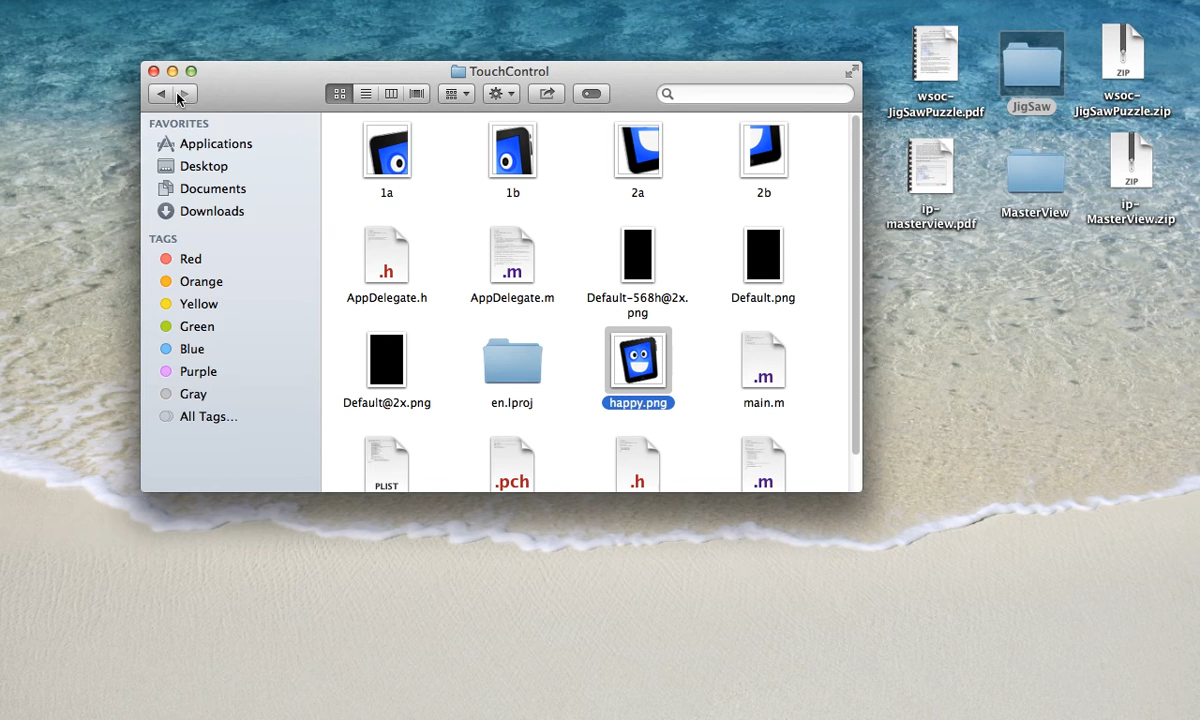 TouchControl
FAVORITES
Applications
Desktop
Documents
Downloads
TAGS
Red
Orange
Yellow
Green
Blue
Purple
Gray
All Tags...
1a
1b
2a
2b
.h
.m
AppDelegate.h
AppDelegate.m
Default-568h@2x.
png
Default.png
.m
Default@2x.png
en.lproj
happy.png
main.m
PLIST
.pch
.h
.m
ZIP
wsoc-
JigSawPuzzle.pdf
JigSaw
wsoc-
JigSawPuzzle.zip
ZIP
ip-
masterview.pdf
MasterView
ip-
MasterView.zip